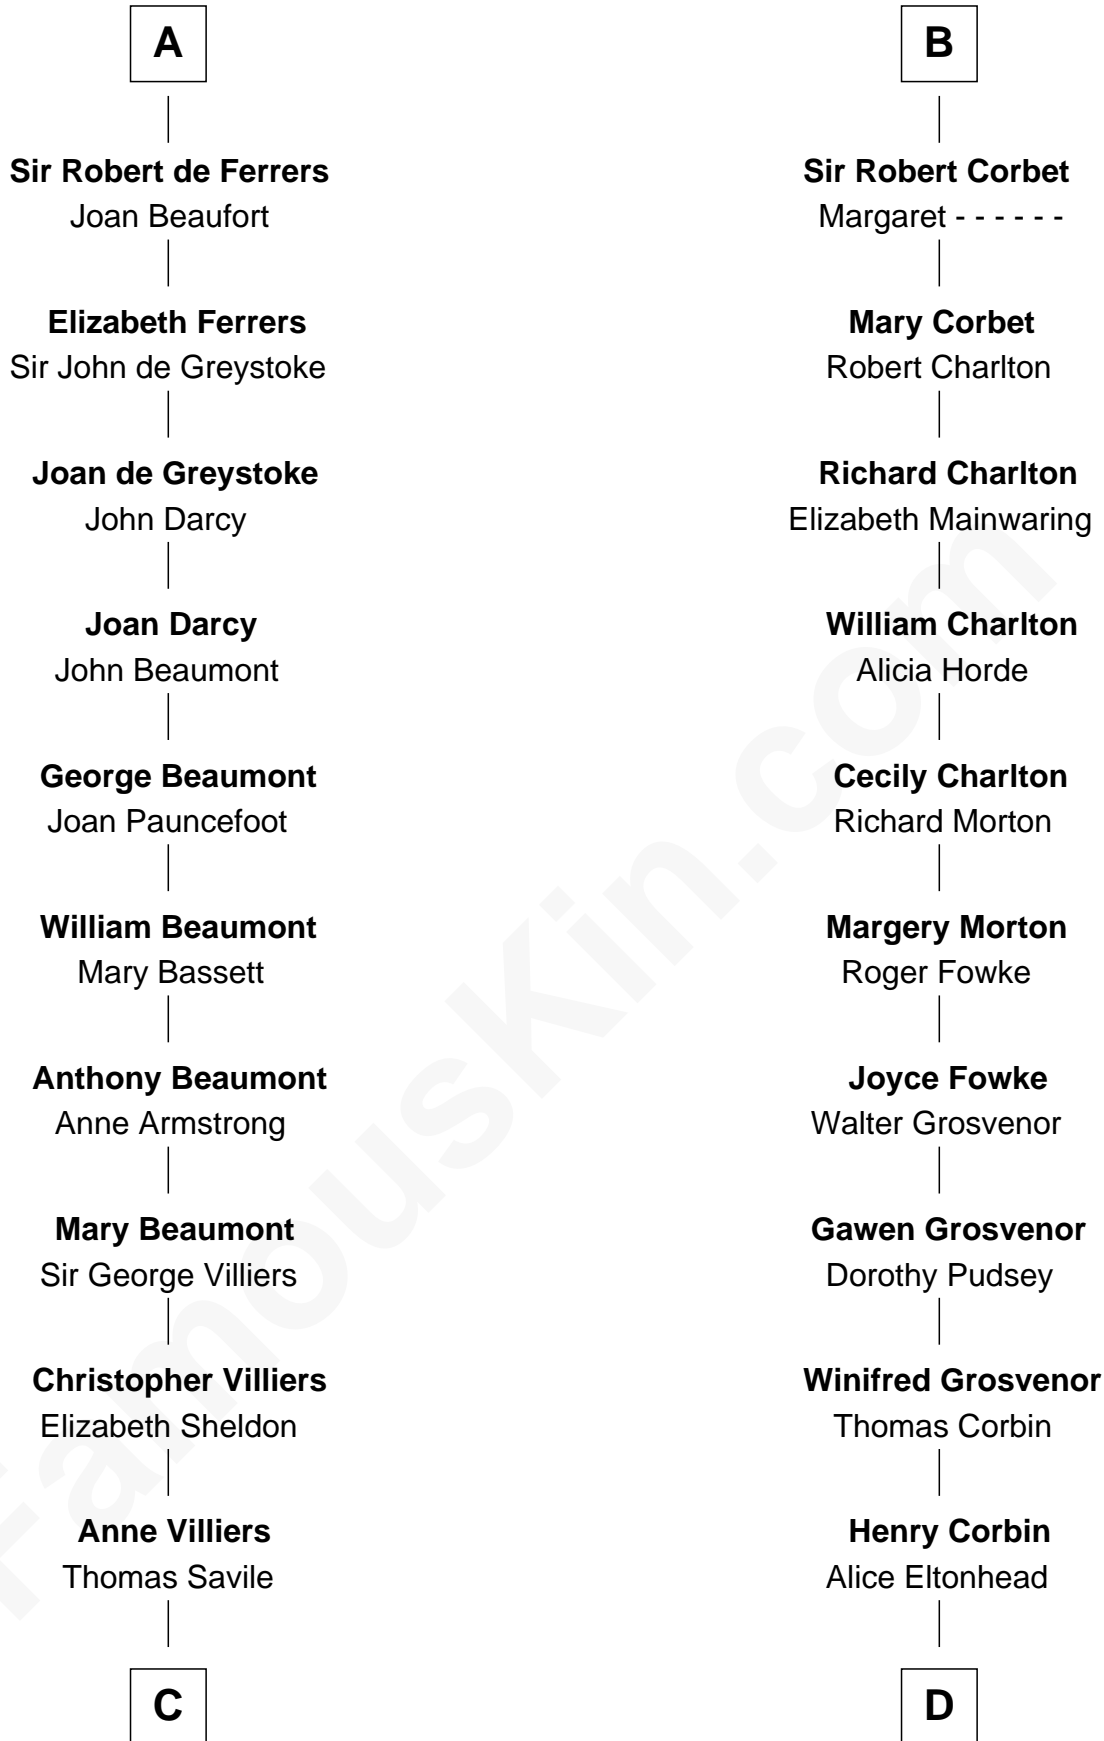 A
Sir Robert de Ferrers
Joan Beaufort
Elizabeth Ferrers
Sir John de Greystoke
Joan de Greystoke
John Darcy
Joan Darcy
John Beaumont
George Beaumont
Joan Pauncefoot
William Beaumont
Mary Bassett
Anthony Beaumont
Anne Armstrong
Mary Beaumont
Sir George Villiers
Christopher Villiers
Elizabeth Sheldon
Anne Villiers
Thomas Savile
C
B
Sir Robert Corbet
Margaret - - - - - -
Mary Corbet
Robert Charlton
Richard Charlton
Elizabeth Mainwaring
William Charlton
Alicia Horde
Cecily Charlton
Richard Morton
Margery Morton
Roger Fowke
Joyce Fowke
Walter Grosvenor
Gawen Grosvenor
Dorothy Pudsey
Winifred Grosvenor
Thomas Corbin
Henry Corbin
Alice Eltonhead
D
FamousKin.com